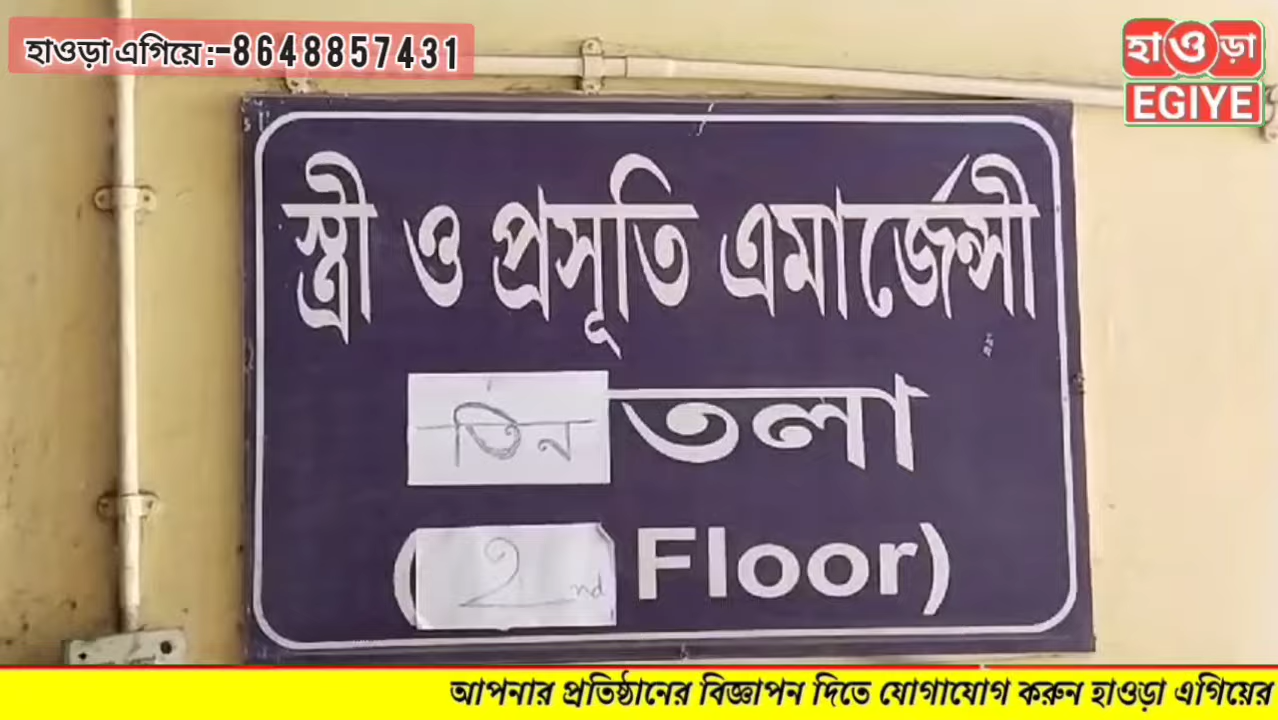 হাওড়া এগিয়ে :-8648857431
হাওড়া
EGIYE
স্ত্রী ও প্রসূতি এমার্জেন্সী
তিন তলা
(2nd Floor)
আপনার প্রতিষ্ঠানের বিজ্ঞাপন দিতে যোগাযোগ করুন হাওড়া এগিয়ের